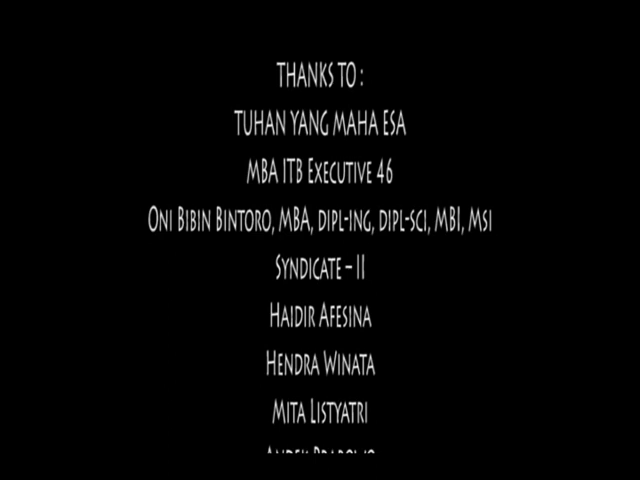 THANKS TO :
TUHAN YANG MAHA ESA
MBA ITB EXECUTIVE 46
ONI BIBIN BINTORO, MBA, DIPL-ING, DIPL-SCI, MBI, MSI
SYNDICATE – II
HAIDIR AFESINA
HENDRA WINATA
MITA LISTYATRI